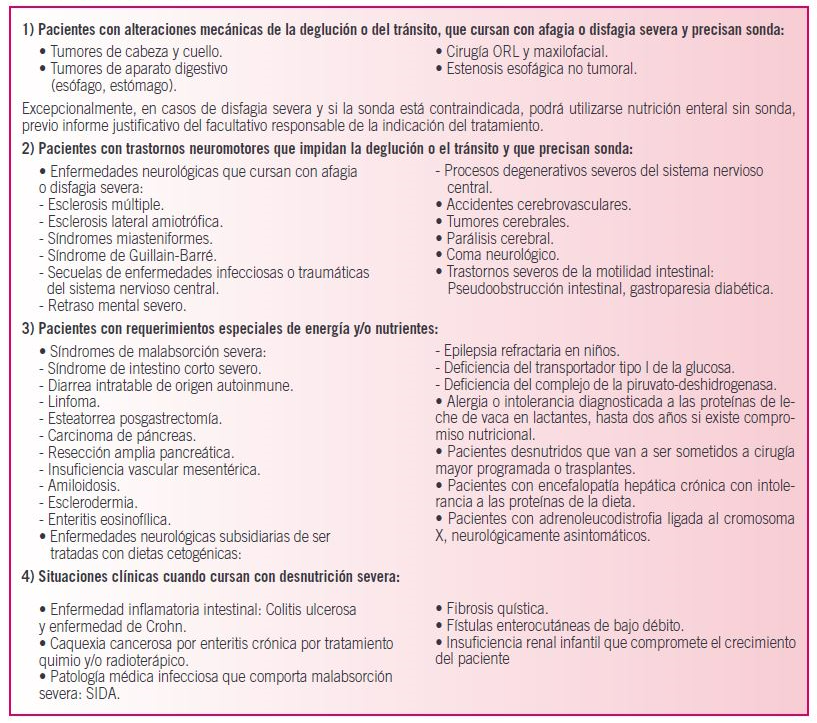 1) Pacientes con alteraciones mecánicas de la deglución o del tránsito, que cursan con afagia o disfagia severa y precisan sonda:
• Tumores de cabeza y cuello.
• Tumores de aparato digestivo
(esófago, estómago).
• Cirugía ORL y maxilofacial.
• Estenosis esofágica no tumoral.
Excepcionalmente, en casos de disfagia severa y si la sonda está contraindicada, podrá utilizarse nutrición enteral sin sonda,
previo informe justificativo del facultativo responsable de la indicación del tratamiento.
2) Pacientes con trastornos neuromotores que impidan la deglución o el tránsito y que precisan sonda:
• Enfermedades neurológicas que cursan con afagia
o disfagia severa:
- Esclerosis múltiple.
- Esclerosis lateral amiotrófica.
- Síndromes miasteniformes.
- Síndrome de Guillain-Barré.
- Secuelas de enfermedades infecciosas o traumáticas
del sistema nervioso central.
- Retraso mental severo.
- Procesos degenerativos severos del sistema nervioso
central.
• Accidentes cerebrovasculares.
• Tumores cerebrales.
• Parálisis cerebral.
• Coma neurológico.
• Trastornos severos de la motilidad intestinal:
Pseudoobstrucción intestinal, gastroparesia diabética.
3) Pacientes con requerimientos especiales de energía y/o nutrientes:
• Síndromes de malabsorción severa:
- Síndrome de intestino corto severo.
- Diarrea intratable de origen autoinmune.
- Linfoma.
- Esteatorrea posgastrectomía.
- Carcinoma de páncreas.
- Resección amplia pancreática.
- Insuficiencia vascular mesentérica.
- Amiloidosis.
- Esclerodermia.
- Enteritis eosinofílica.
• Enfermedades neurológicas subsidiarias de ser
tratadas con dietas cetogénicas:
- Epilepsia refractaria en niños.
- Deficiencia del transportador tipo I de la glucosa.
- Deficiencia del complejo de la piruvato-deshidrogenasa.
• Alergia o intolerancia diagnosticada a las proteínas de le-
che de vaca en lactantes, hasta dos años si existe compro-
miso nutricional.
• Pacientes desnutridos que van a ser sometidos a cirugía
mayor programada o trasplantes.
• Pacientes con encefalopatía hepática crónica con intole-
rancia a las proteínas de la dieta.
• Pacientes con adrenoleucodistrofia ligada al cromosoma
X, neurológicamente asintomáticos.
4) Situaciones clínicas cuando cursan con desnutrición severa:
• Enfermedad inflamatoria intestinal: Colitis ulcerosa
y enfermedad de Crohn.
• Caquexia cancerosa por enteritis crónica por tratamiento
quimio y/o radioterápico.
• Patología médica infecciosa que comporta malabsorción
severa: SIDA.
• Fibrosis quística.
• Fístulas enterocutáneas de bajo débito.
• Insuficiencia renal infantil que compromete el crecimiento
del paciente